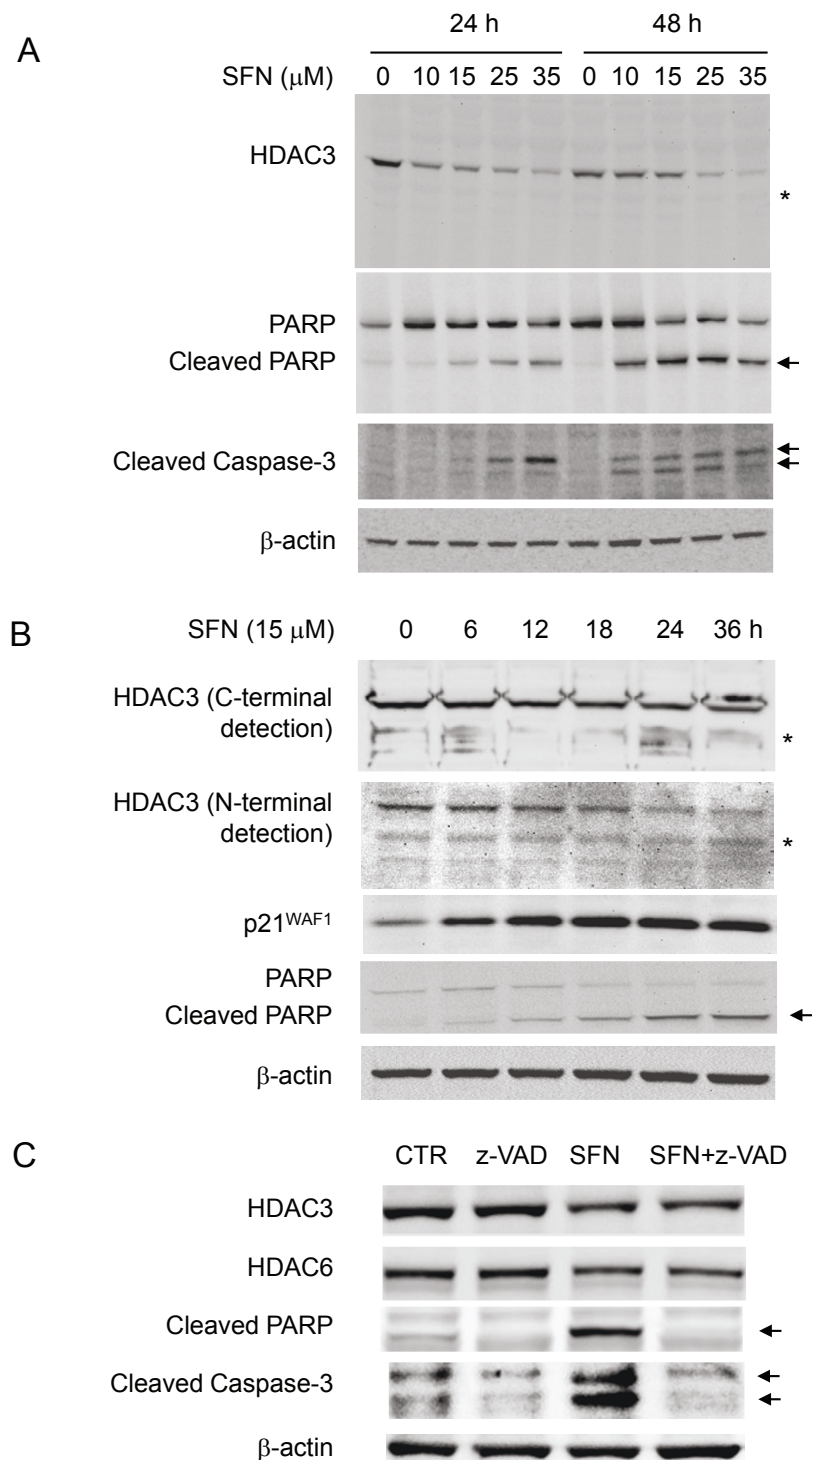 A
24 h 48 h
SFN (μM) 0 10 15 25 35 0 10 15 25 35
HDAC3
*
PARP
Cleaved PARP
Cleaved Caspase-3
β-actin
B
SFN (15 μM) 0 6 12 18 24 36 h
HDAC3 (C-terminal
detection)
*
HDAC3 (N-terminal
detection)
*
p21WAF1
PARP
Cleaved PARP
β-actin
C
CTR z-VAD SFN SFN+z-VAD
HDAC3
HDAC6
Cleaved PARP
Cleaved Caspase-3
β-actin